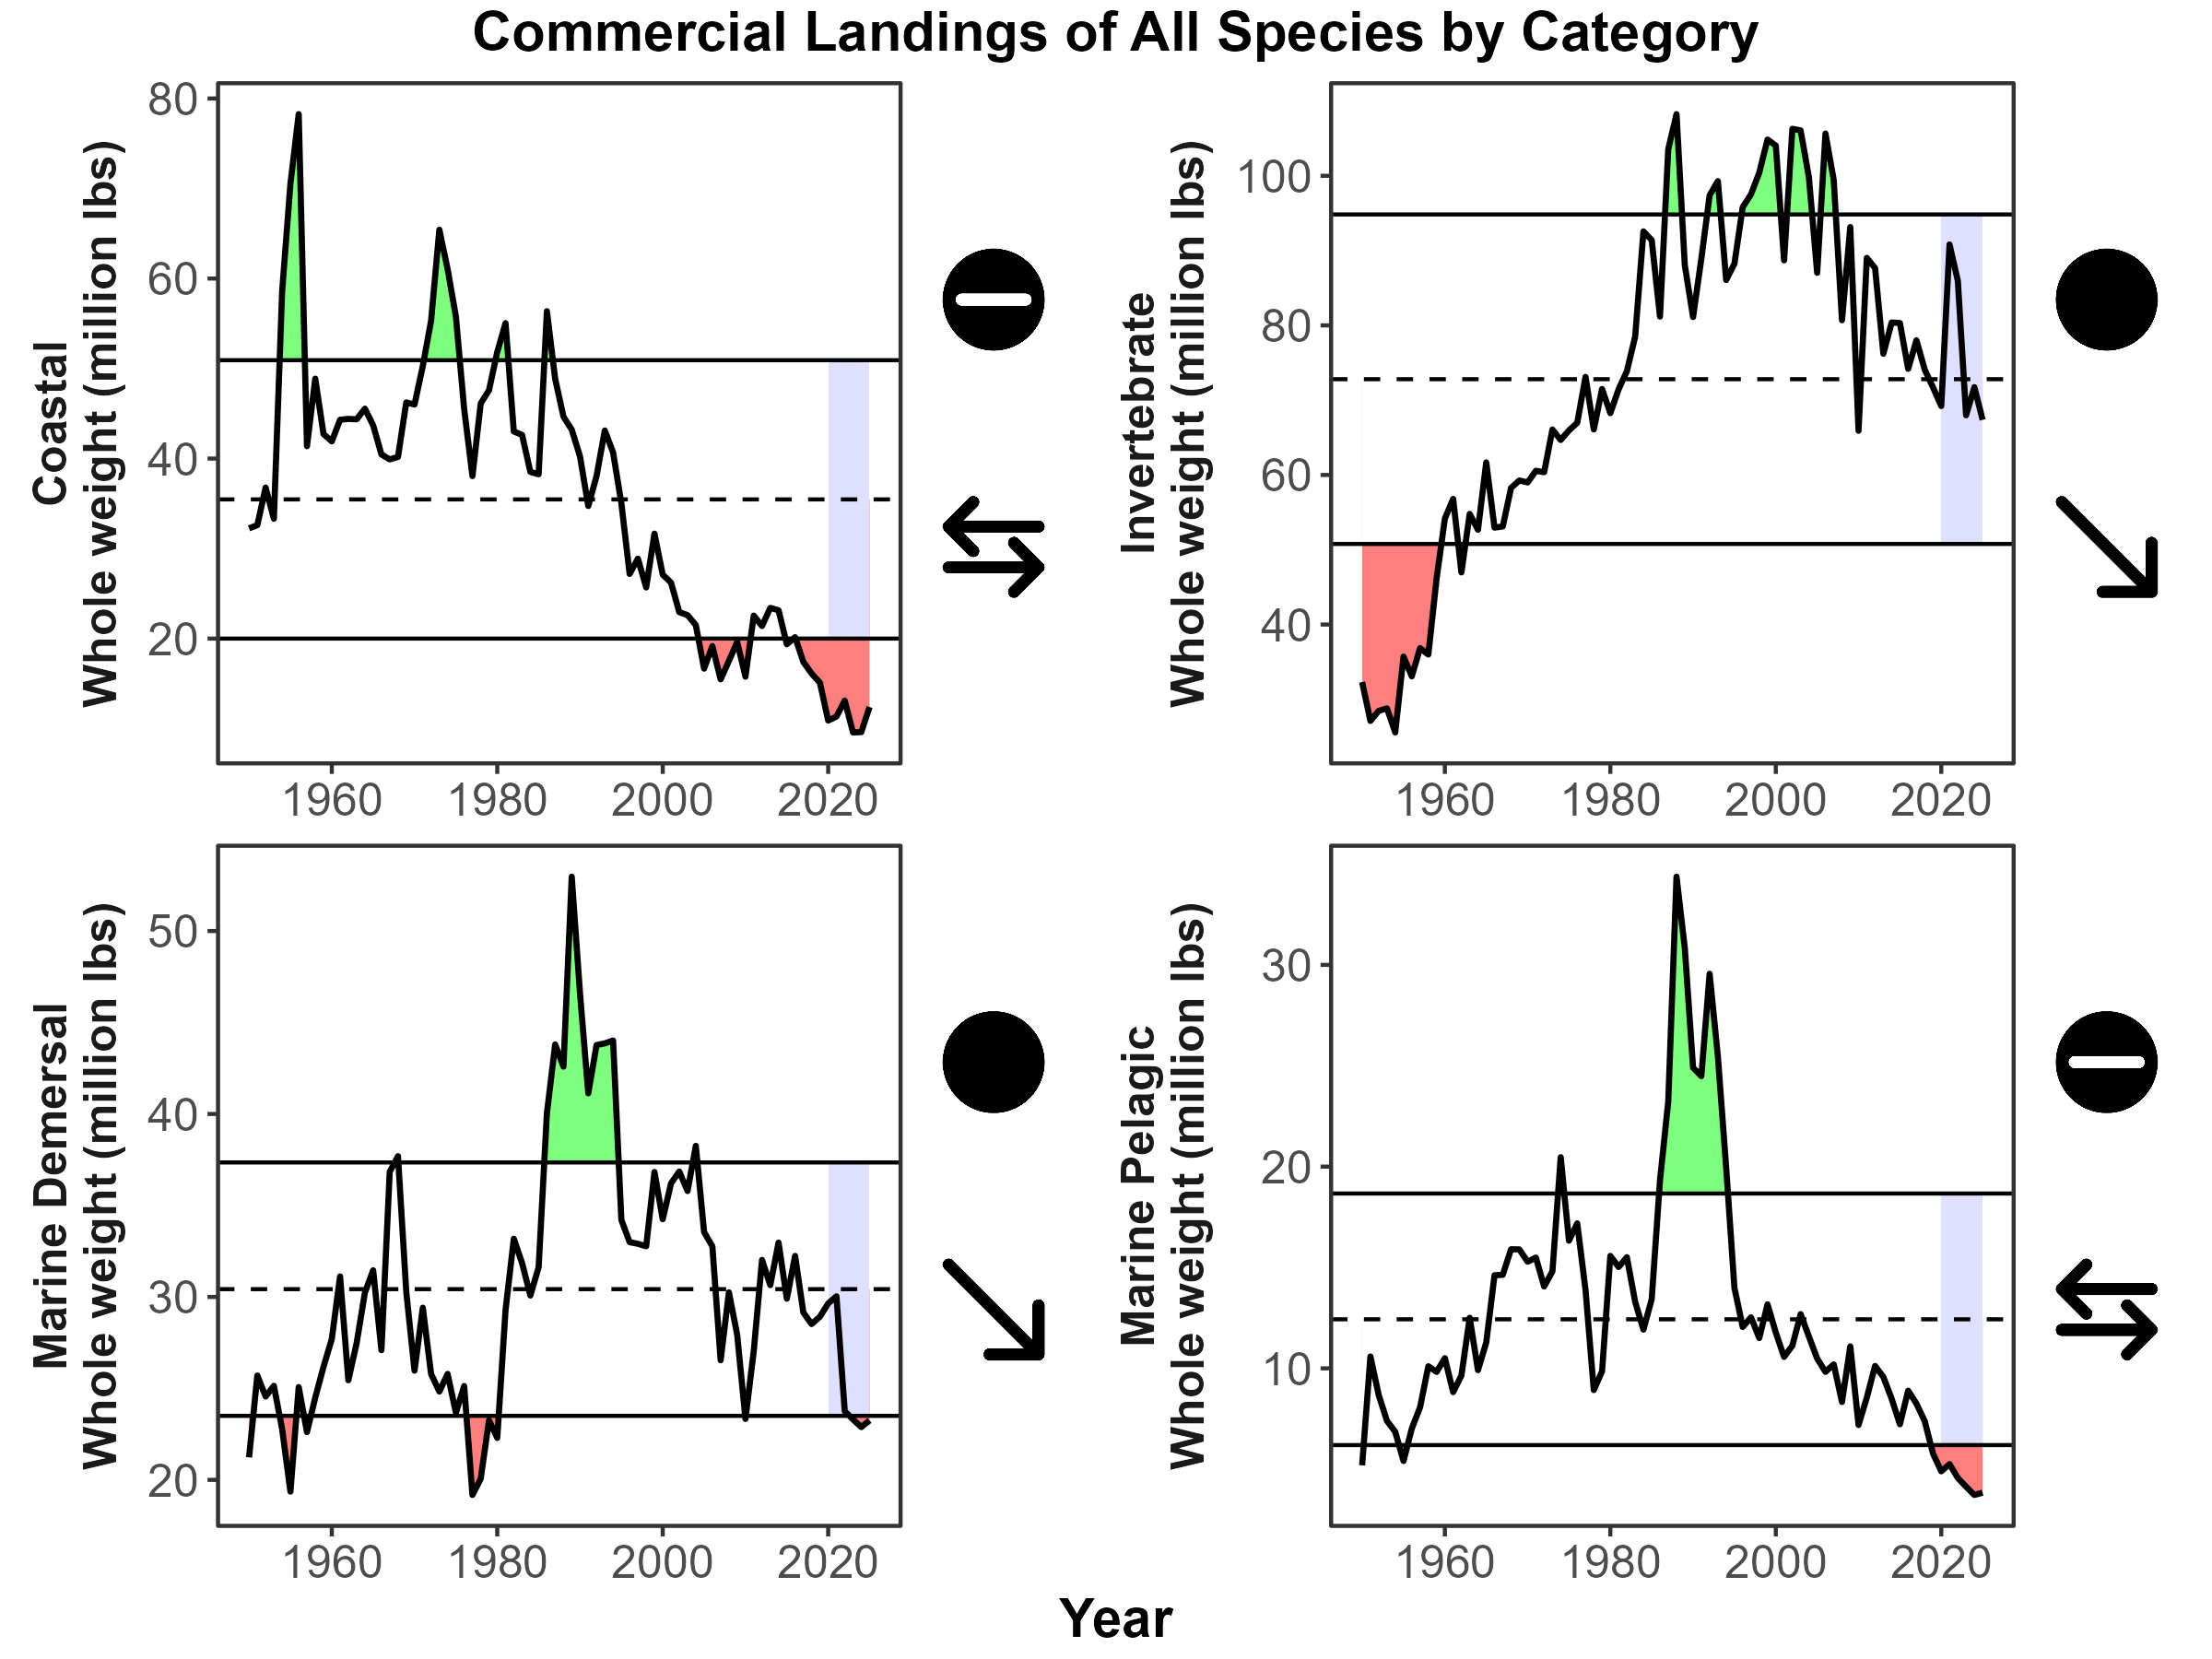 Commercial Landings of All Species by Category
Coastal
Whole weight (million lbs)
80
60
40
20
1960 1980 2000 2020
Invertebrate
Whole weight (million lbs)
100
80
60
40
1960 1980 2000 2020
Marine Demersal
Whole weight (million lbs)
50
40
30
20
1960 1980 2000 2020
Marine Pelagic
Whole weight (million lbs)
30
20
10
1960 1980 2000 2020
Year